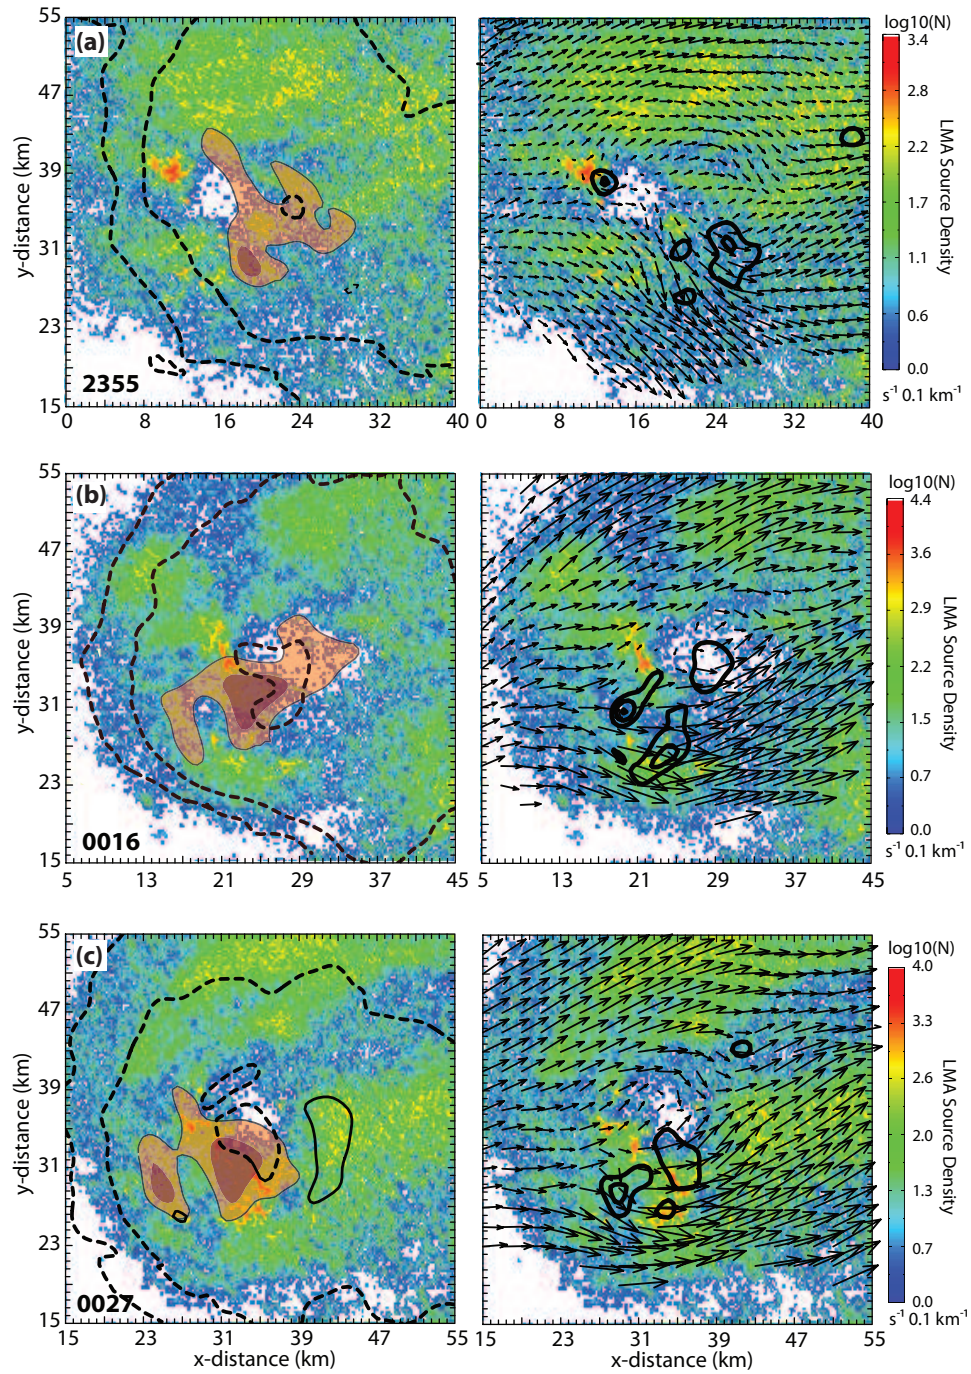 (a)
55
47
39
31
23
15
y-distance (km)
2355
0 8 16 24 32 40
0 8 16 24 32 40
log10(N)
3.4
2.8
2.2
1.7
1.1
0.6
0.0
LMA Source Density
s⁻¹ 0.1 km⁻¹
(b)
55
47
39
31
23
15
y-distance (km)
0016
5 13 21 29 37 45
5 13 21 29 37 45
log10(N)
4.4
3.6
2.9
2.2
1.5
0.7
0.0
LMA Source Density
s⁻¹ 0.1 km⁻¹
(c)
55
47
39
31
23
15
y-distance (km)
0027
15 23 31 39 47 55
15 23 31 39 47 55
x-distance (km)
x-distance (km)
log10(N)
4.0
3.3
2.6
2.0
1.3
0.7
0.0
LMA Source Density
s⁻¹ 0.1 km⁻¹